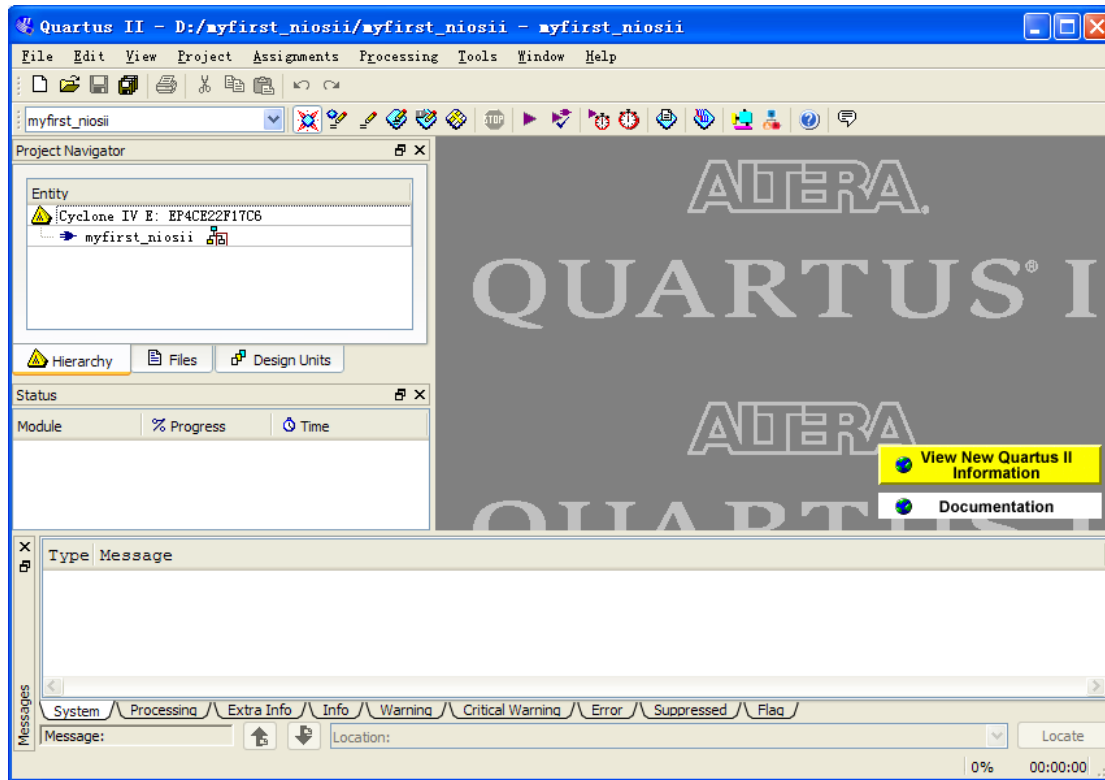 Quartus II - D:/myfirst_niosii/myfirst_niosii - myfirst_niosii
File Edit View Project Assignments Processing Tools Window Help
myfirst_niosii
STOP
Project Navigator
Entity
Cyclone IV E: EP4CE22F17C6
myfirst_niosii
Hierarchy Files Design Units
Status
Module % Progress Time
ALTERA.
QUARTUS® I
ALTERA
View New Quartus II
Information
Documentation
QUARTUS I
Type Message
Messages
System Processing Extra Info Info Warning Critical Warning Error Suppressed Flag
Message: Location: Locate
0% 00:00:00